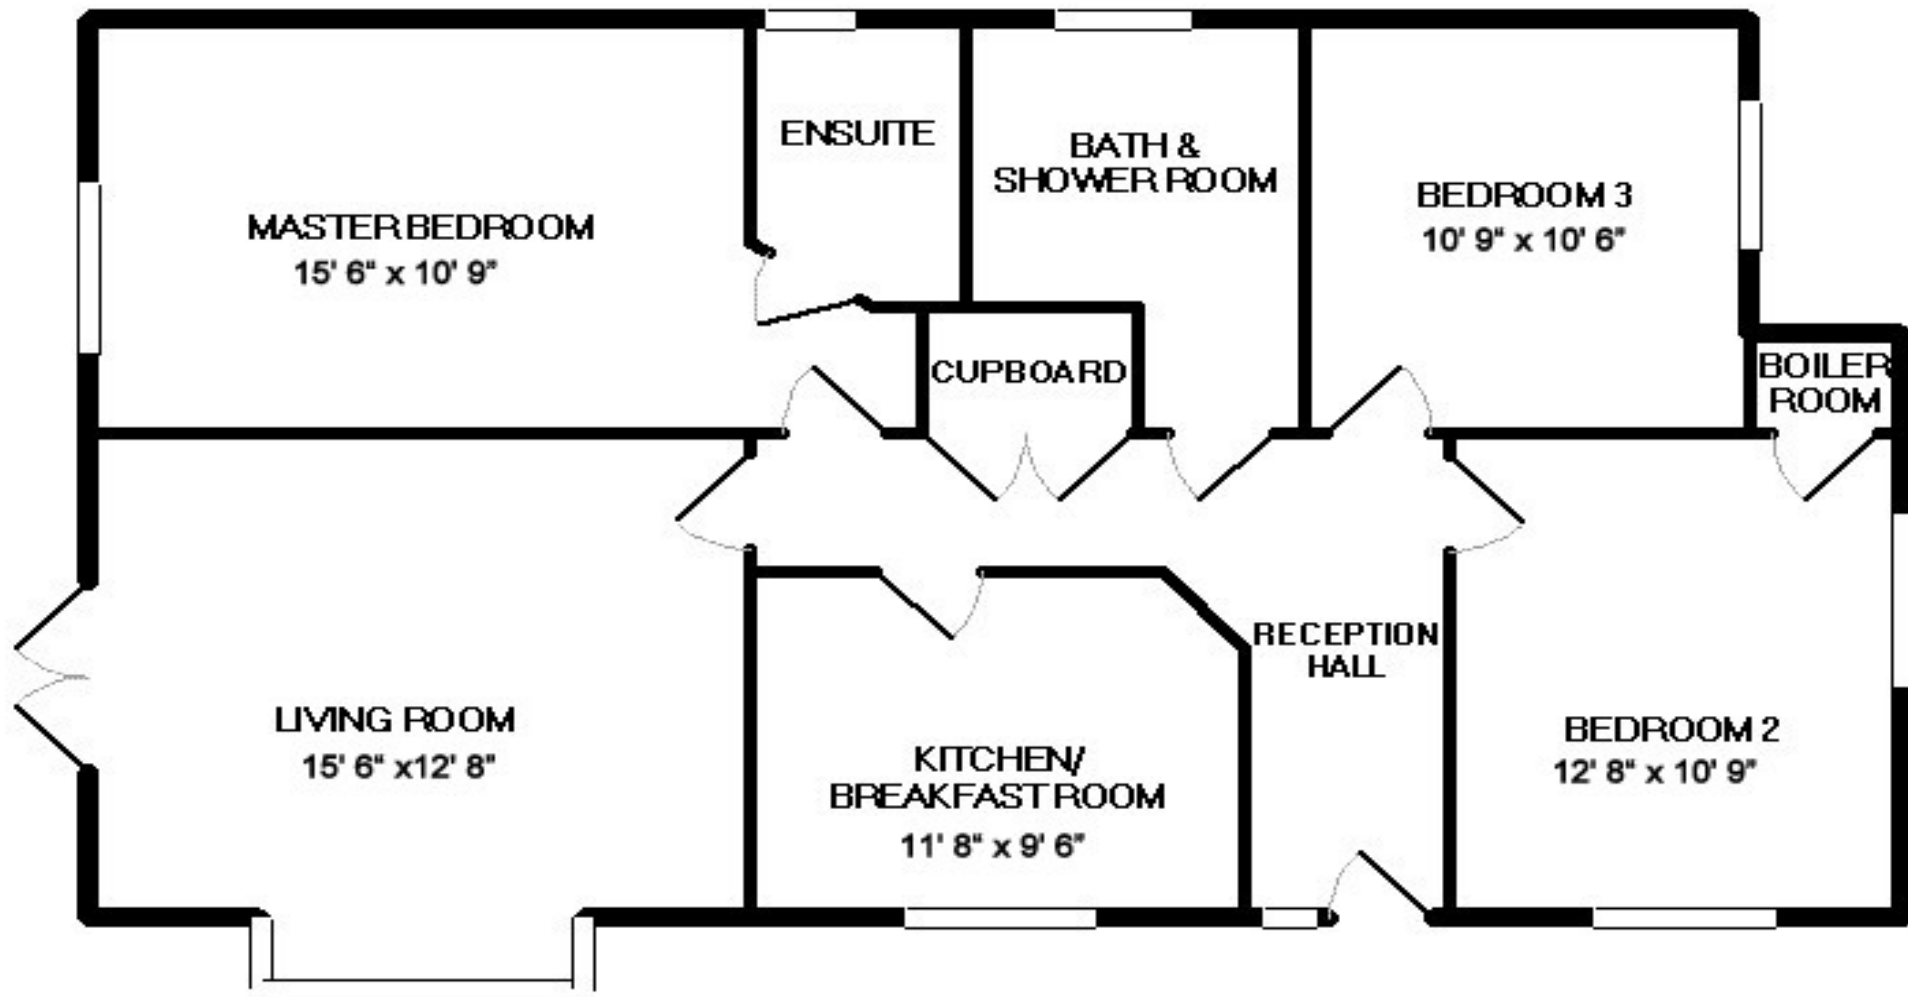 ENSUITE
BATH &
SHOWER ROOM
BEDROOM 3
10' 9" x 10' 6"
MASTER BEDROOM
15' 6" x 10' 9"
CUPBOARD
BOILER
ROOM
RECEPTION
HALL
LIVING ROOM
15' 6" x12' 8"
KITCHEN/
BREAKFAST ROOM
11' 8" x 9' 6"
BEDROOM 2
12' 8" x 10' 9"